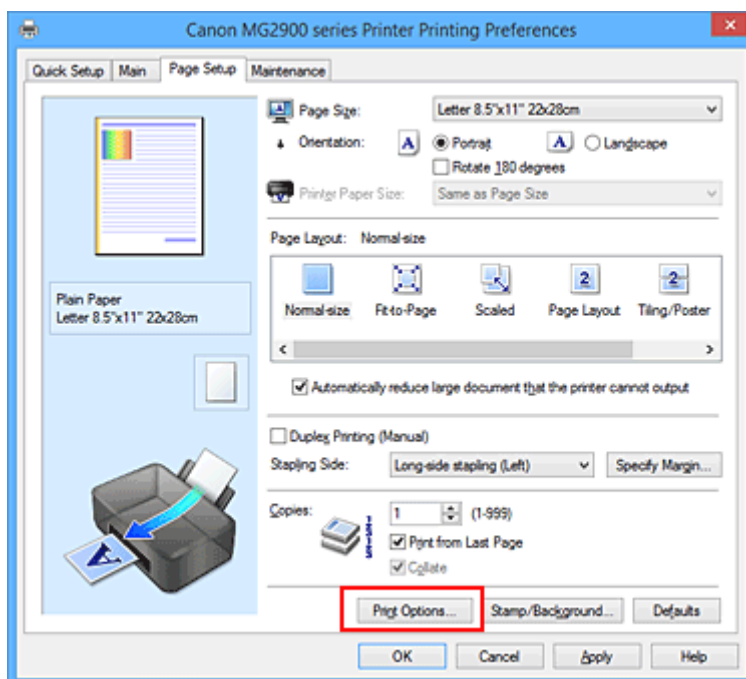 Canon MG2900 series Printer Printing Preferences
Quick Setup Main Page Setup Maintenance
Page Size: Letter 8.5"x11" 22x28cm
Orientation: A Portrait A Landscape
Rotate 180 degrees
Printer Paper Size: Same as Page Size
Page Layout: Normal-size
2 2
Normal-size Fit-to-Page Scaled Page Layout Tiling/Poster
Plain Paper
Letter 8.5"x11" 22x28cm
Automatically reduce large document that the printer cannot output
Duplex Printing (Manual)
Stapling Side: Long-side stapling (Left) Specify Margin...
Copies: 1 (1-999)
Print from Last Page
Collate
A
Print Options... Stamp/Background... Defaults
OK Cancel Apply Help